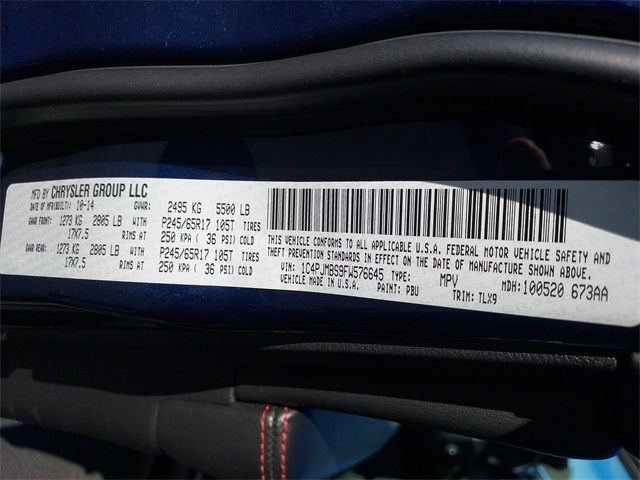 MFD BY CHRYSLER GROUP LLC
DATE OF MFR(BUILT): 10-14 GVWR: 2495 KG 5500 LB
GAWR FRONT: 1273 KG 2805 LB WITH P245/65R17 105T TIRES
17X7.5 RIMS AT 250 KPA ( 36 PSI) COLD
GAWR REAR: 1273 KG 2805 LB WITH P245/65R17 105T TIRES
17X7.5 RIMS AT 250 KPA ( 36 PSI) COLD
THIS VEHICLE CONFORMS TO ALL APPLICABLE U.S.A. FEDERAL MOTOR VEHICLE SAFETY AND
THEFT PREVENTION STANDARDS IN EFFECT ON THE DATE OF MANUFACTURE SHOWN ABOVE.
VIN: 1C4PJMBS9FW576645 TYPE: MPV MDH: 100520 673AA
VEHICLE MADE IN U.S.A. PAINT: PBU TRIM: TLX9